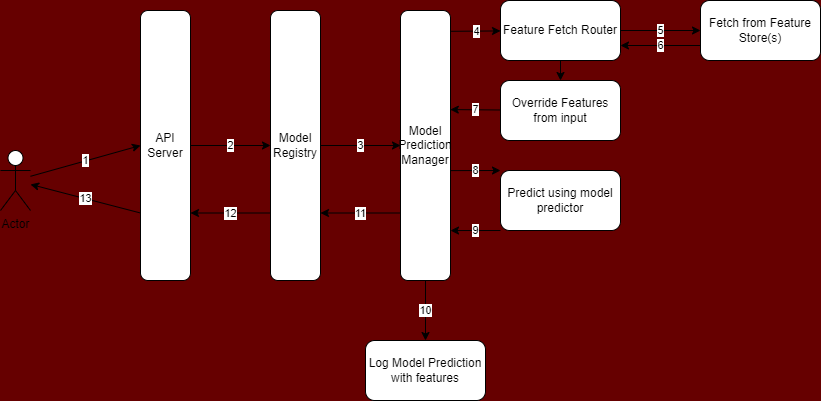 4
Feature Fetch Router
5
6
Fetch from Feature
Store(s)
Override Features
from input
7
1
API
Server
2
Model
Registry
3
Model
Prediction
Manager
8
Predict using model
predictor
9
13
12
11
Actor
10
Log Model Prediction
with features